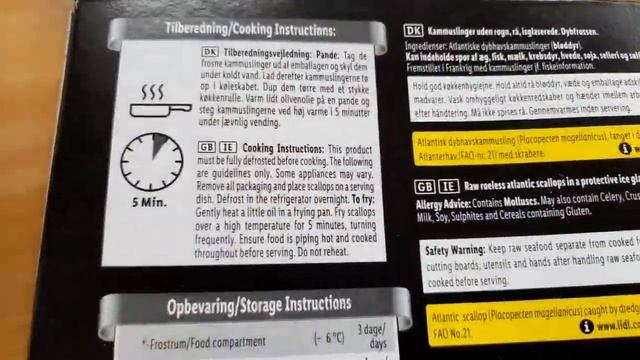 Tilberedning/Cooking Instructions:
DK Tilberedningsvejledning: Pande: Tag de
frosne kammuslinger ud af emballagen og skyl dem
under koldt vand. Lad derefter kammuslingerne tø
op i køleskabet. Dup dem tørre med et stykke
køkkenrulle. Varm lidt olivenolie på en pande og
steg kammuslingerne ved høj varme i 5 minutter
under jævnlig vending.
GB IE Cooking Instructions: This product
must be fully defrosted before cooking. The following
are guidelines only. Some appliances may vary.
Remove all packaging and place scallops on a serving
dish. Defrost in the refrigerator overnight. To fry:
Gently heat a little oil in a frying pan. Fry scallops
over a high temperature for 5 minutes, turning
frequently. Ensure food is piping hot and cooked
throughout before serving. Do not reheat.
5 Min.
Opbevaring/Storage Instructions
*-Frostrum/Food compartment (- 6°C) 3 dage/
days
DK Kammuslinger uden rogn, rå, isglaserede. Dybfrossen.
Ingredienser: Atlantiske dybhavskammuslinger (bløddyr).
Kan indeholde spor af æg, fisk, mælk, krebsdyr, hvede, soja, selleri og sulf
Fremstillet i Frankrig med kammuslinger jf. fiskeinformation.
Hold god køkkenhygiejne. Hold altid rå bløddyr, væde og emballage adskilt
madvarer. Vask omhyggeligt køkkenredskaber og hænder imellem arb
efter håndtering. Må ikke spises rå. Gennemvarmes inden servering.
Atlantisk dybhavskammusling (Placopecten magellanicus), fanget i d
Atlanterhav (FAO-nr. 21) med skrabere.
i www
GB IE Raw roeless atlantic scallops in a protective ice gla
Allergy Advice: Contains Molluscs. May also contain Celery, Crus
Milk, Soy, Sulphites and Cereals containing Gluten.
Safety Warning: Keep raw seafood separate from cooked f
cutting boards, utensils and hands after handling raw seafo
cooked before serving.
Atlantic scallop (Placopecten magellanicus) caught by dredg
FAO No.21.
i www.lidl.co